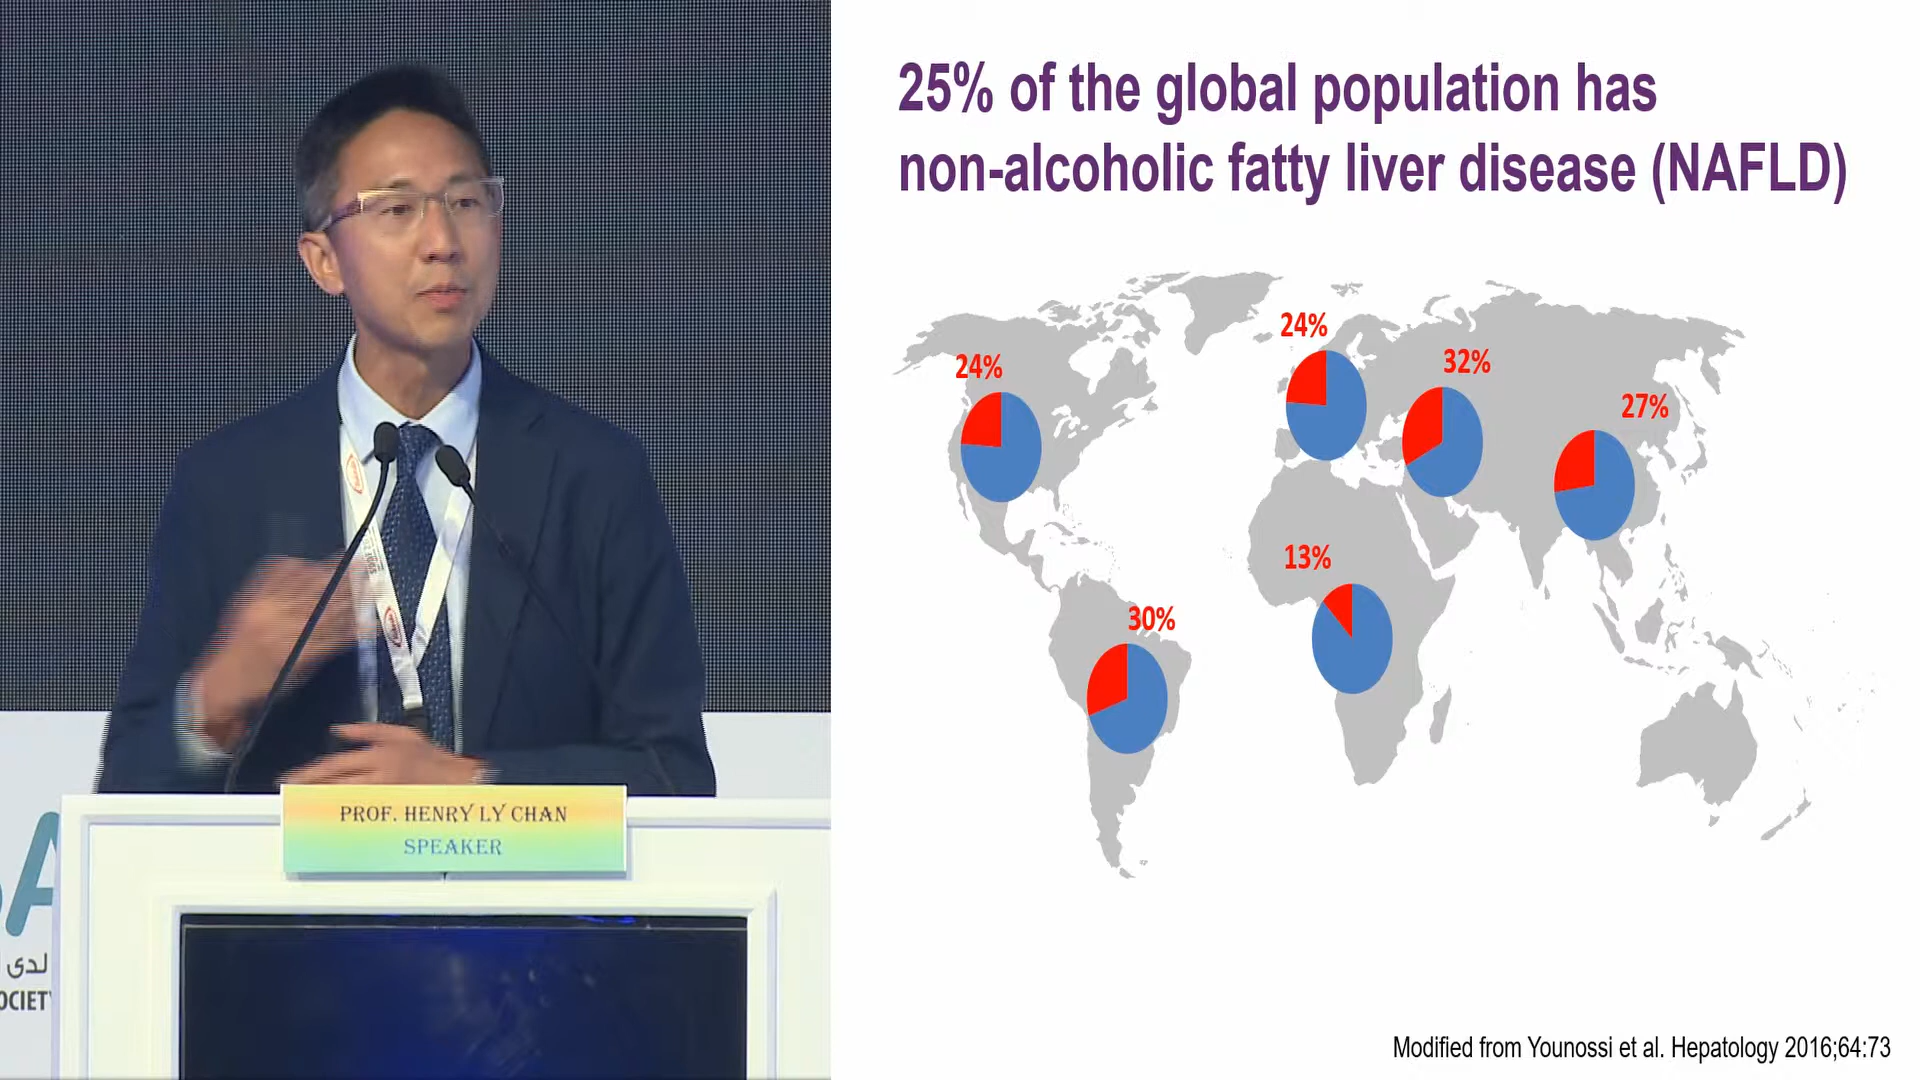 25% of the global population has
non-alcoholic fatty liver disease (NAFLD)
24%
24%
32%
27%
13%
30%
Modified from Younossi et al. Hepatology 2016;64:73
PROF. HENRY LY CHAN
SPEAKER
لدى